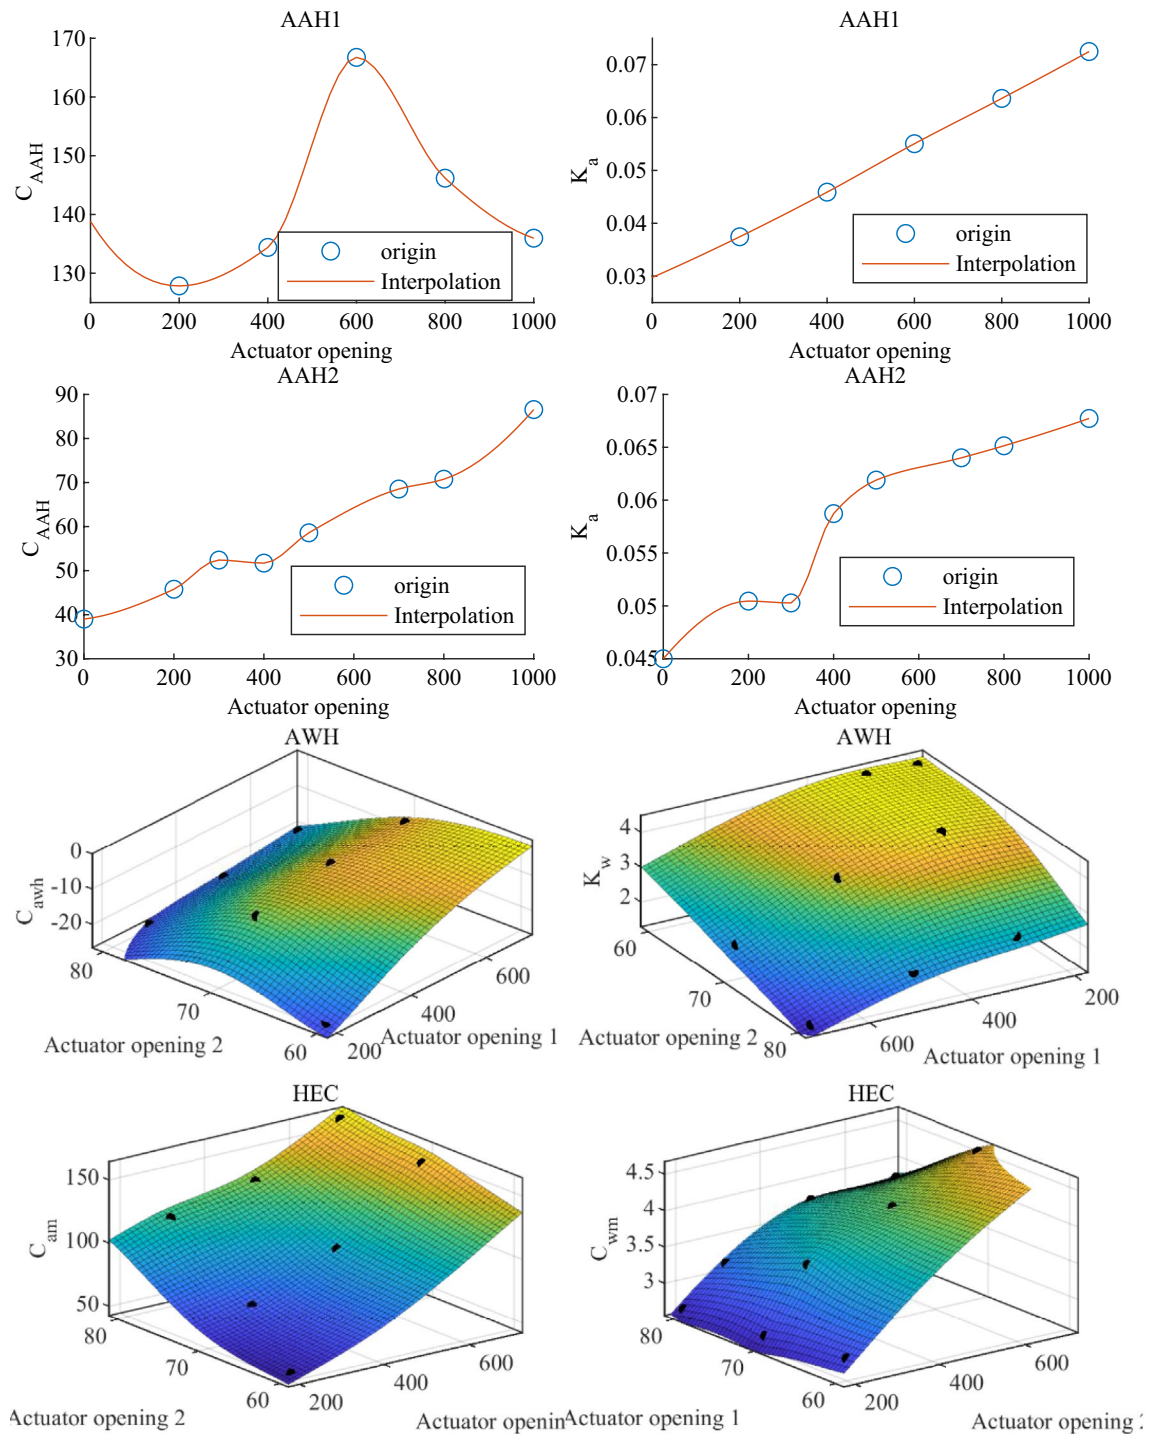 AAH1
170
160
150
140
130
C_AAH
0 200 400 600 800 1000
Actuator opening
origin
Interpolation
AAH1
0.07
0.06
0.05
0.04
0.03
K_a
0 200 400 600 800 1000
Actuator opening
origin
Interpolation
AAH2
90
80
70
60
50
40
30
C_AAH
0 200 400 600 800 1000
Actuator opening
origin
Interpolation
AAH2
0.07
0.065
0.06
0.055
0.05
0.045
K_a
0 200 400 600 800 1000
Actuator opening
origin
Interpolation
AWH
0
-10
-20
C_awh
80 70 60
Actuator opening 2
200 400 600
Actuator opening 1
AWH
4
3
2
K_w
60 70 80
Actuator opening 2
600 400 200
Actuator opening 1
HEC
150
100
50
C_am
80 70 60
Actuator opening 2
200 400 600
Actuator openin
HEC
4.5
4
3.5
3
C_wm
80 70 60
Actuator opening 1
200 400 600
Actuator opening